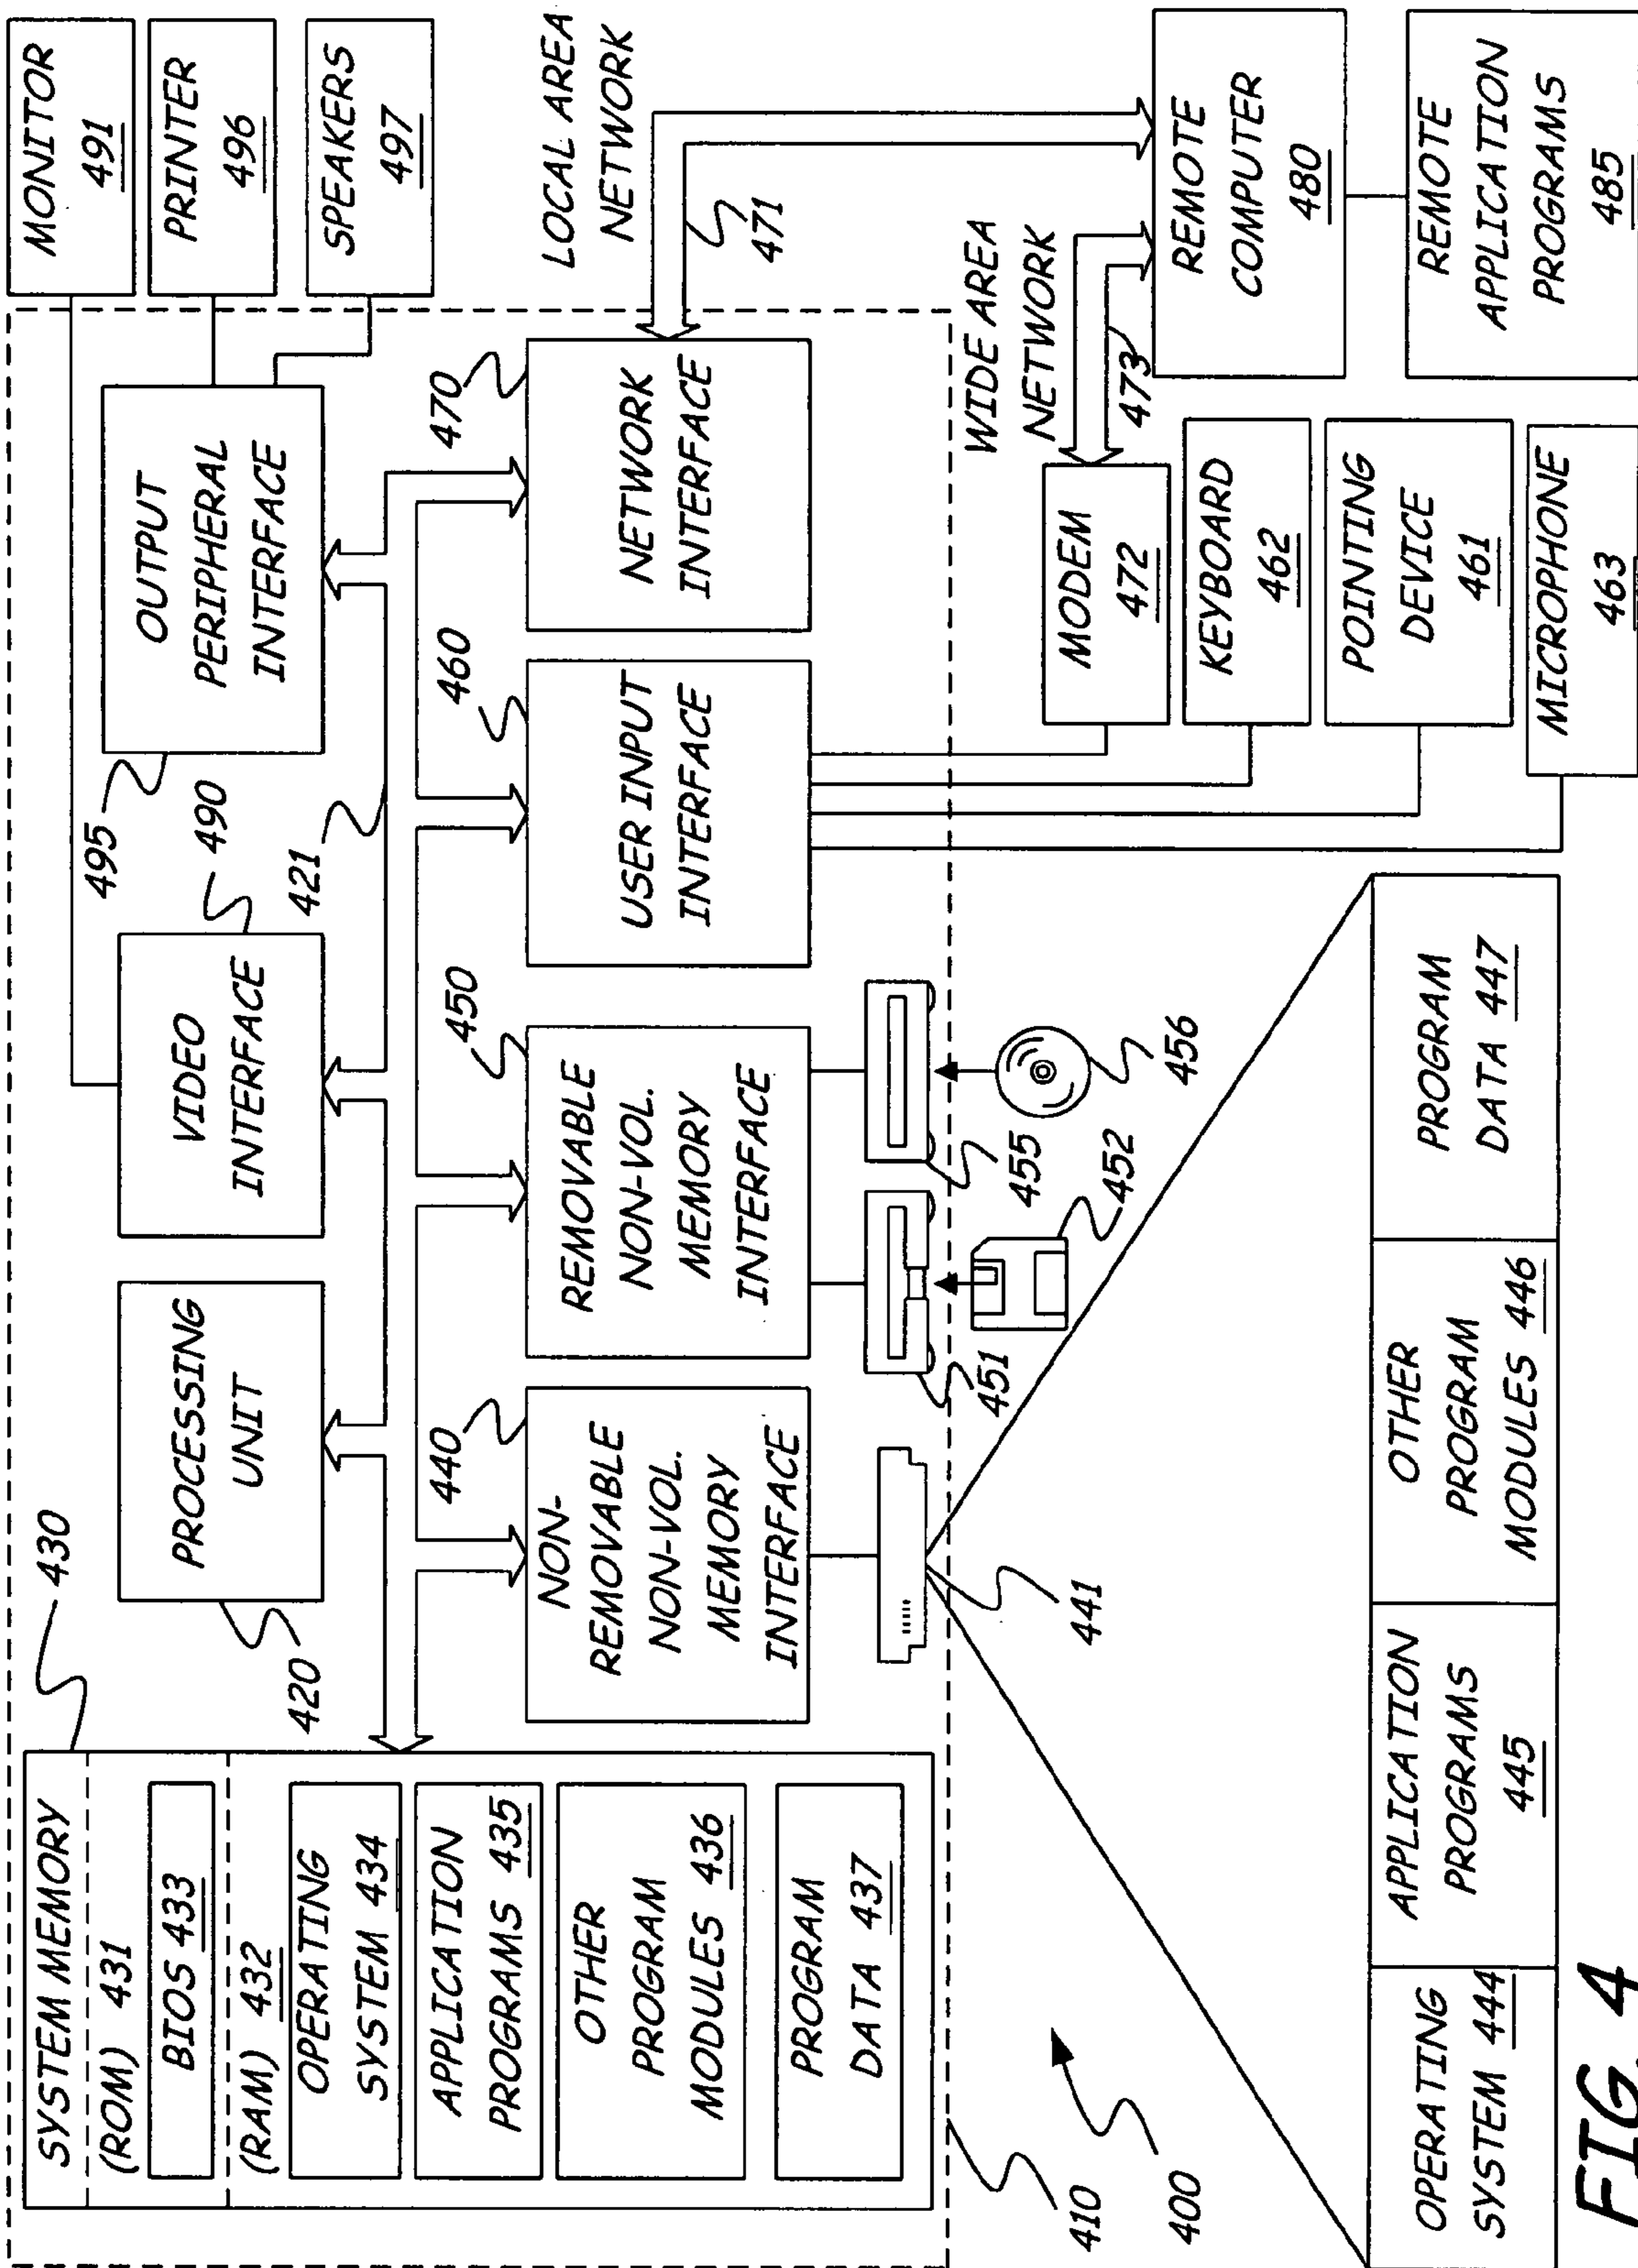 SYSTEM MEMORY
(ROM) 431
BIOS 433
(RAM) 432
OPERATING
SYSTEM 434
APPLICATION
PROGRAMS 435
OTHER
PROGRAM
MODULES 436
PROGRAM
DATA 437
430
PROCESSING
UNIT
420
VIDEO
INTERFACE
490
421
OUTPUT
PERIPHERAL
INTERFACE
495
MONITOR
491
PRINTER
496
SPEAKERS
497
NON-
REMOVABLE
NON-VOL.
MEMORY
INTERFACE
440
REMOVABLE
NON-VOL.
MEMORY
INTERFACE
450
USER INPUT
INTERFACE
460
NETWORK
INTERFACE
470
LOCAL AREA
NETWORK
471
441
451
452
455
456
WIDE AREA
NETWORK
473
MODEM
472
KEYBOARD
462
POINTING
DEVICE
461
MICROPHONE
463
REMOTE
COMPUTER
480
REMOTE
APPLICATION
PROGRAMS
485
410
400
OPERATING
SYSTEM 444
APPLICATION
PROGRAMS
445
OTHER
PROGRAM
MODULES 446
PROGRAM
DATA 447
FIG. 4